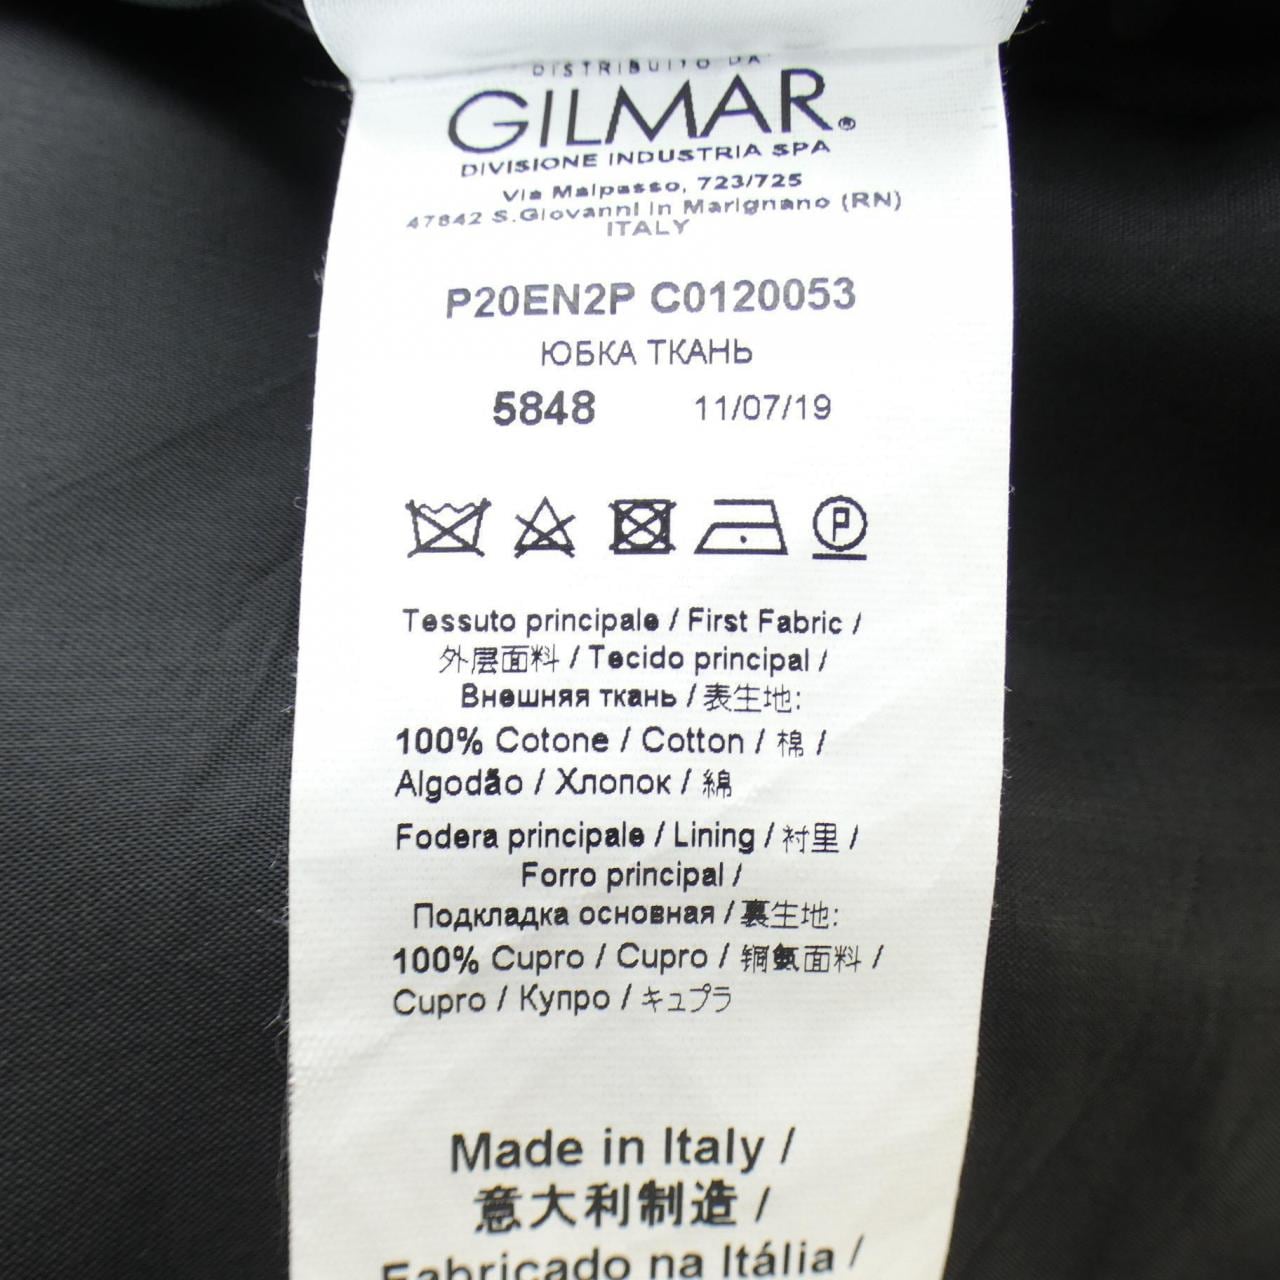 DISTRIBUITO DA
GILMAR®
DIVISIONE INDUSTRIA SPA
Via Malpasso, 723/725
47842 S.Giovanni in Marignano (RN)
ITALY
P20EN2P C0120053
ЮБКА ТКАНЬ
5848 11/07/19
P
Tessuto principale / First Fabric /
外层面料 / Tecido principal /
Внешняя ткань / 表生地:
100% Cotone / Cotton / 棉 /
Algodão / Хлопок / 綿
Fodera principale / Lining / 衬里 /
Forro principal /
Подкладка основная / 裏生地:
100% Cupro / Cupro / 铜氨面料 /
Cupro / Купро / キュプラ
Made in Italy /
意大利制造 /
Fabricado na Itália /